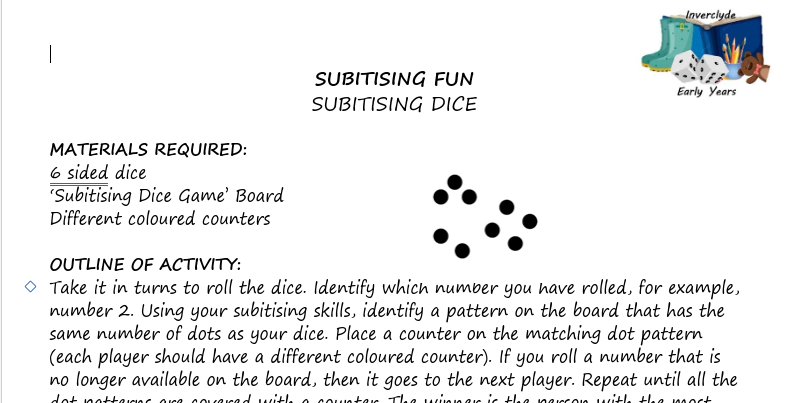 Inverclyde
Early Years
SUBITISING FUN
SUBITISING DICE
MATERIALS REQUIRED:
6 sided dice
‘Subitising Dice Game’ Board
Different coloured counters
OUTLINE OF ACTIVITY:
Take it in turns to roll the dice. Identify which number you have rolled, for example,
number 2. Using your subitising skills, identify a pattern on the board that has the
same number of dots as your dice. Place a counter on the matching dot pattern
(each player should have a different coloured counter). If you roll a number that is
no longer available on the board, then it goes to the next player. Repeat until all the
dot patterns are covered with a counter. The winner is the person with the most